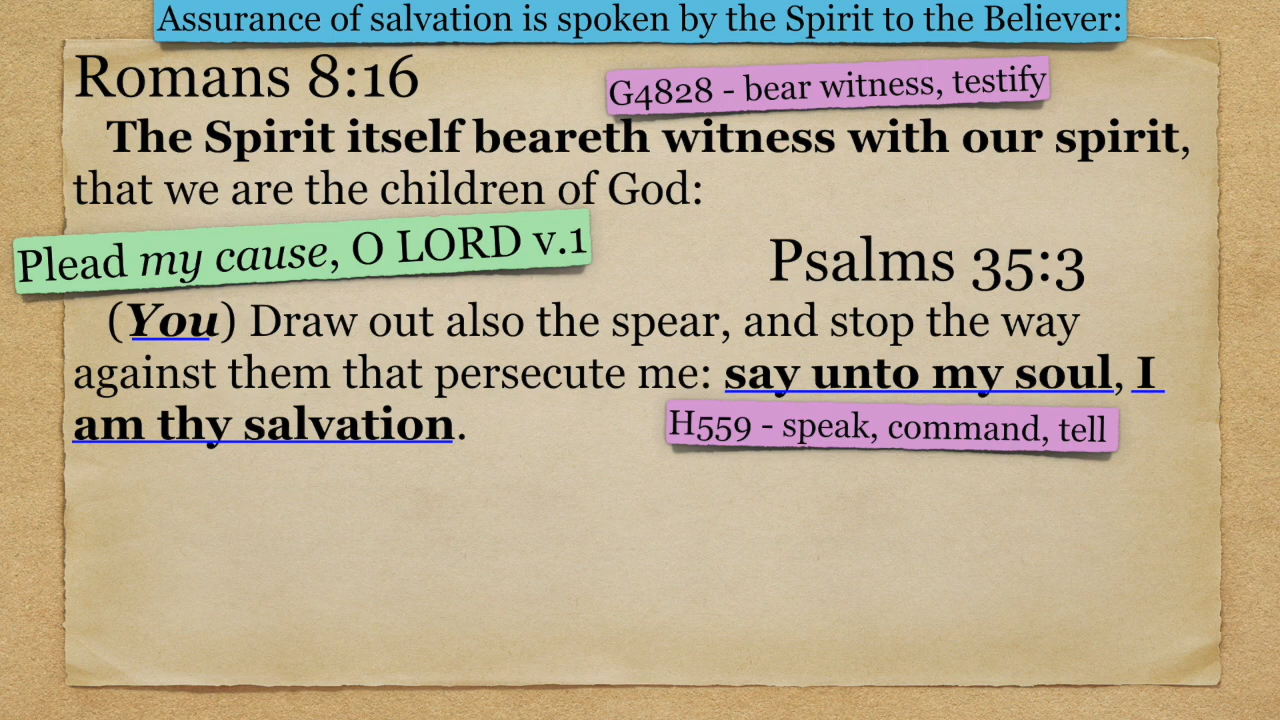 Assurance of salvation is spoken by the Spirit to the Believer:
Romans 8:16
G4828 - bear witness, testify
The Spirit itself beareth witness with our spirit,
that we are the children of God:
Plead my cause, O LORD v.1
Psalms 35:3
(You) Draw out also the spear, and stop the way
against them that persecute me: say unto my soul, I
am thy salvation.
H559 - speak, command, tell